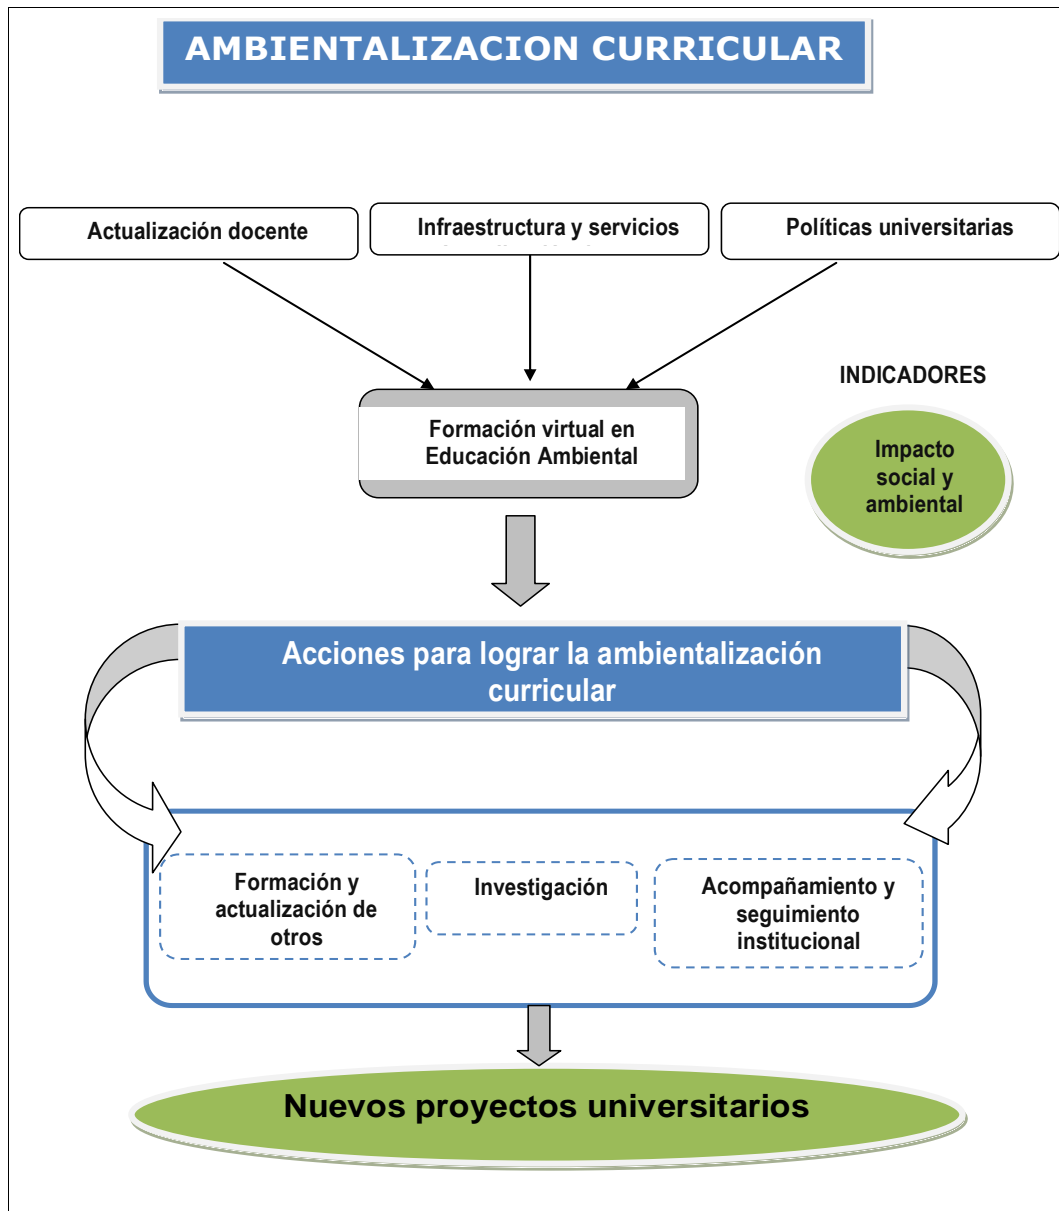 AMBIENTALIZACION CURRICULAR
Actualización docente
Infraestructura y servicios
Políticas universitarias
INDICADORES
Formación virtual en
Educación Ambiental
Impacto
social y
ambiental
Acciones para lograr la ambientalización
curricular
Formación y
actualización de
otros
Investigación
Acompañamiento y
seguimiento
institucional
Nuevos proyectos universitarios